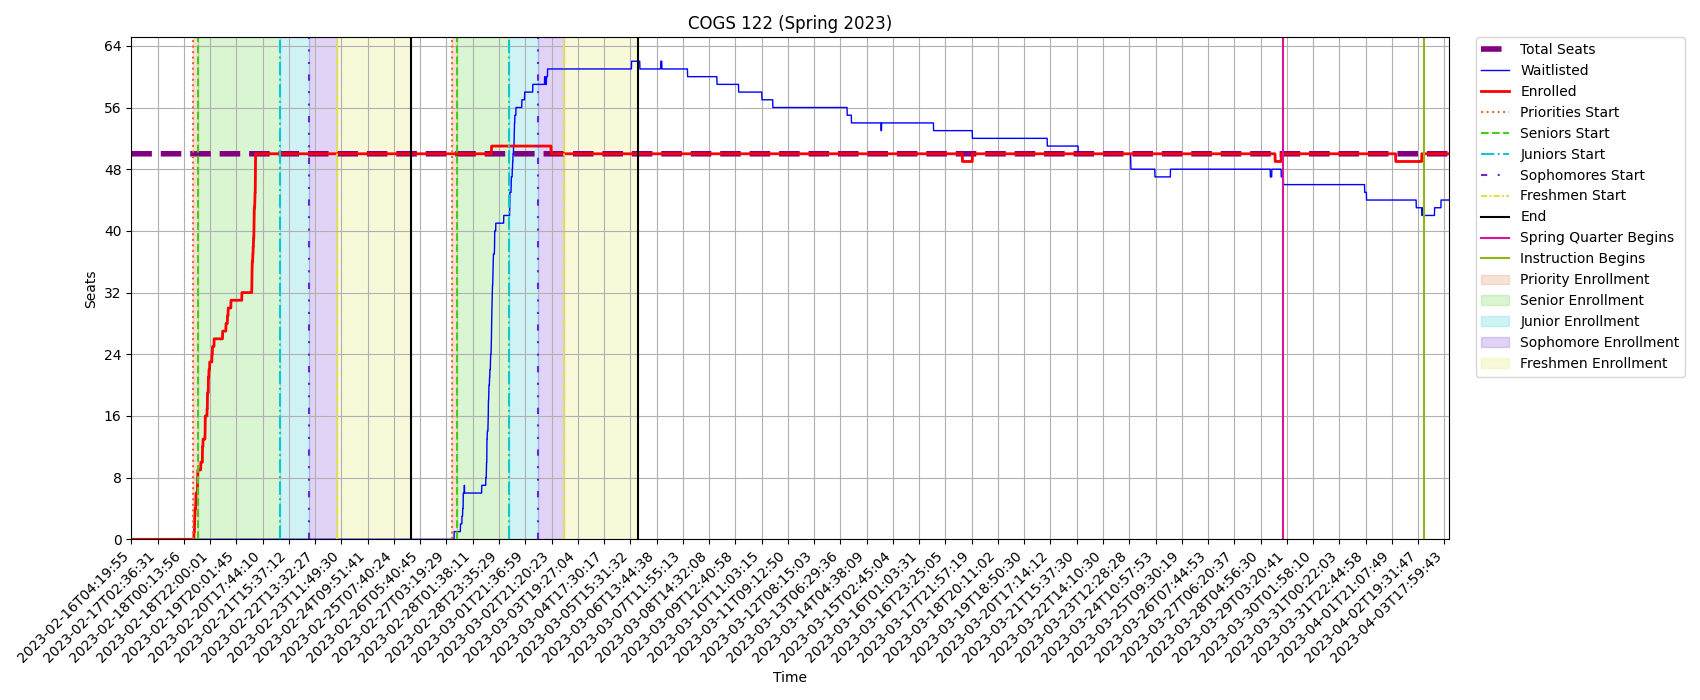 COGS 122 (Spring 2023)
Seats
64
56
48
40
32
24
16
8
0
2023-02-16T04:19:55
2023-02-17T02:36:31
2023-02-18T00:13:56
2023-02-18T22:00:01
2023-02-19T20:01:45
2023-02-20T17:44:10
2023-02-21T15:37:12
2023-02-22T13:32:27
2023-02-23T11:49:30
2023-02-24T09:51:41
2023-02-25T07:40:24
2023-02-26T05:40:45
2023-02-27T03:19:29
2023-02-28T01:38:11
2023-02-28T23:35:29
2023-03-01T21:36:59
2023-03-02T21:20:23
2023-03-03T19:27:04
2023-03-04T17:30:17
2023-03-05T15:31:32
2023-03-06T13:44:38
2023-03-07T11:55:13
2023-03-08T14:32:08
2023-03-09T12:40:58
2023-03-10T11:03:15
2023-03-11T09:12:50
2023-03-12T08:15:03
2023-03-13T06:29:36
2023-03-14T04:38:09
2023-03-15T02:45:04
2023-03-16T01:03:31
2023-03-16T23:25:05
2023-03-17T21:57:19
2023-03-18T20:11:02
2023-03-19T18:50:30
2023-03-20T17:14:12
2023-03-21T15:37:30
2023-03-22T14:10:30
2023-03-23T12:28:28
2023-03-24T10:57:53
2023-03-25T09:30:19
2023-03-26T07:44:53
2023-03-27T06:20:37
2023-03-28T04:56:30
2023-03-29T03:20:41
2023-03-30T01:58:10
2023-03-31T00:22:03
2023-03-31T22:44:58
2023-04-01T21:07:49
2023-04-02T19:31:47
2023-04-03T17:59:43
Time
Total Seats
Waitlisted
Enrolled
Priorities Start
Seniors Start
Juniors Start
Sophomores Start
Freshmen Start
End
Spring Quarter Begins
Instruction Begins
Priority Enrollment
Senior Enrollment
Junior Enrollment
Sophomore Enrollment
Freshmen Enrollment